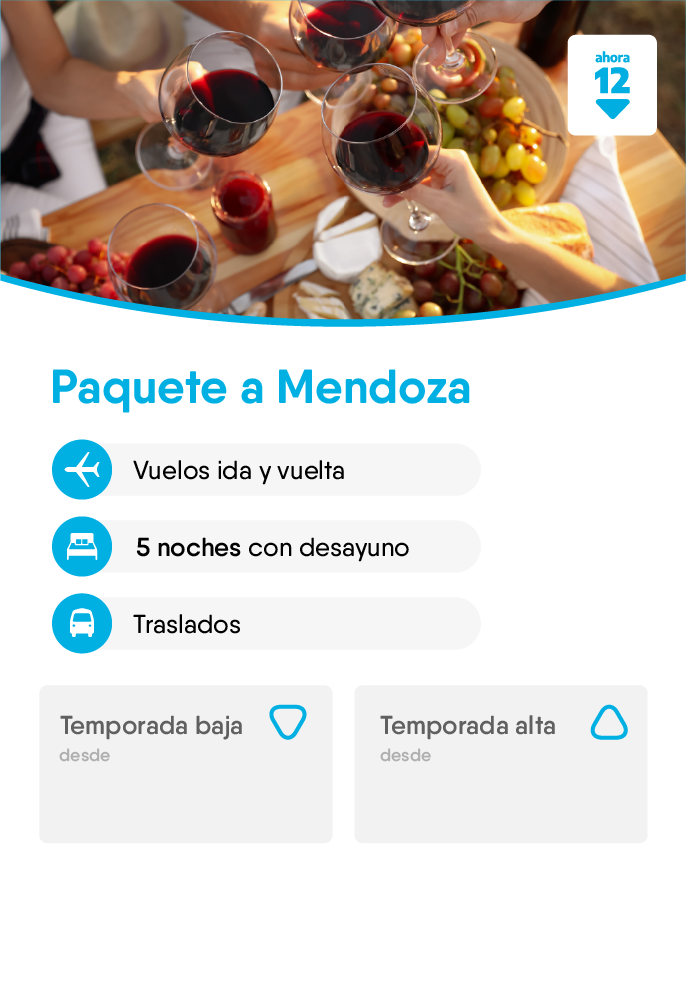 ahora
12
Paquete a Mendoza
Vuelos ida y vuelta
5 noches con desayuno
Traslados
Temporada baja
desde
Temporada alta
desde